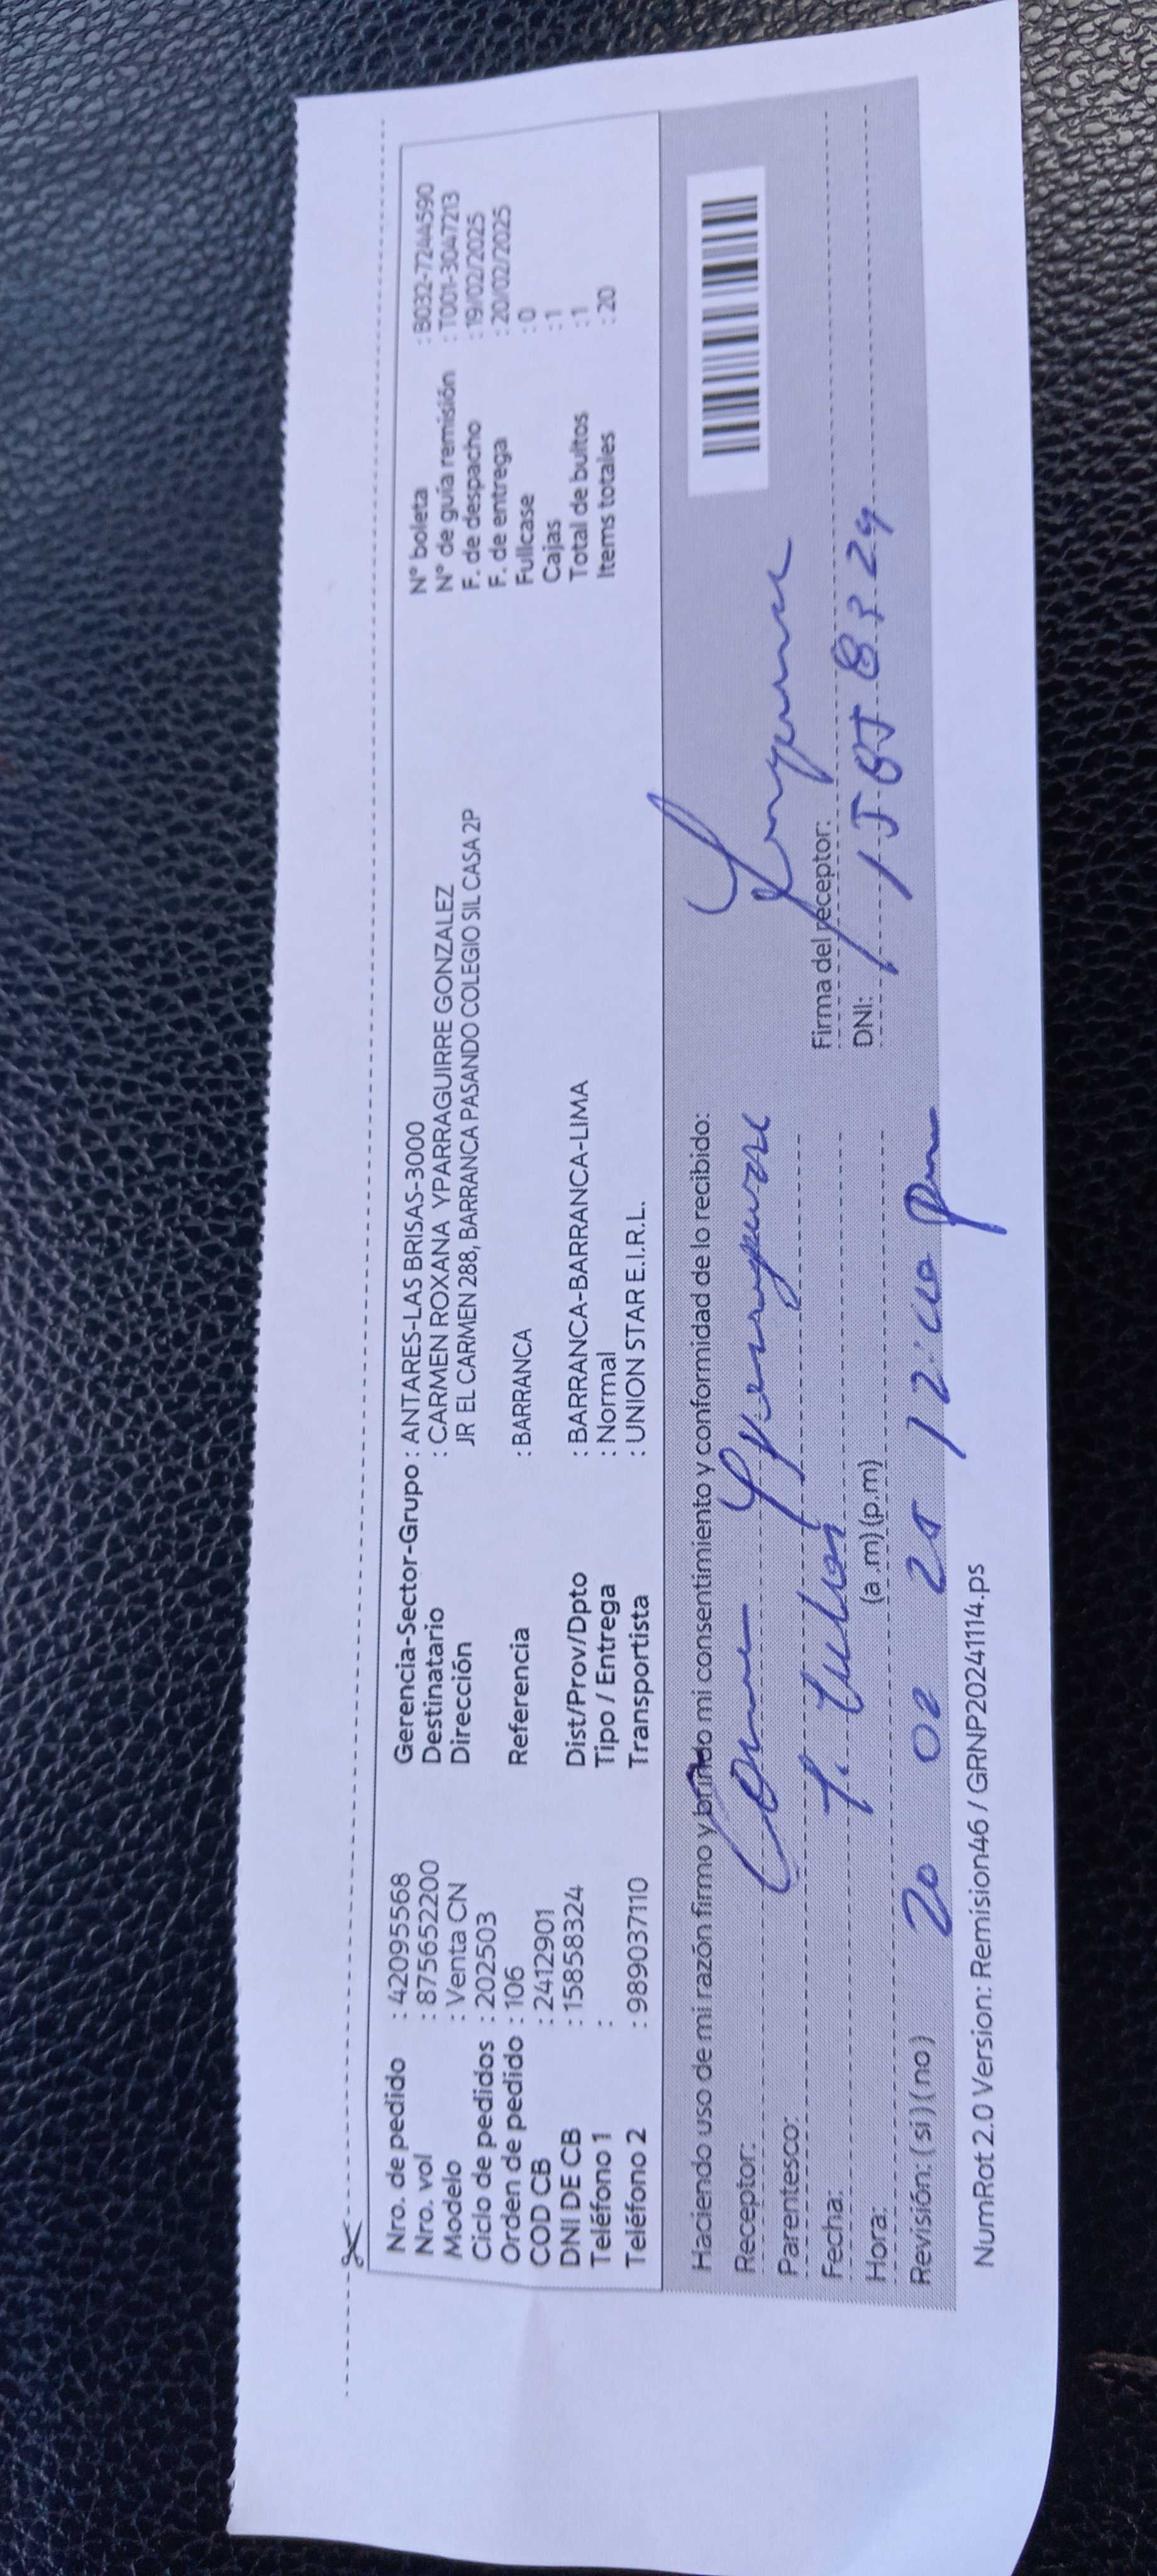 Nro. de pedido : 42095568
Nro. vol : 875652200
Modelo : Venta CN
Ciclo de pedidos : 202503
Orden de pedido : 106
COD CB : 2412901
DNI DE CB : 15858324
Teléfono 1 :
Teléfono 2 : 989037110
Gerencia-Sector-Grupo : ANTARES-LAS BRISAS-3000
Destinatario : CARMEN ROXANA YPARRAGUIRRE GONZALEZ
Dirección JR EL CARMEN 288, BARRANCA PASANDO COLEGIO SIL CASA 2P
Referencia : BARRANCA
Dist/Prov/Dpto : BARRANCA-BARRANCA-LIMA
Tipo / Entrega : Normal
Transportista : UNION STAR E.I.R.L.
N° boleta : B032-7244590
N° de guía remisión : T001-3047213
F. de despacho : 19/02/2025
F. de entrega : 20/02/2025
Fullcase : 0
Cajas : 1
Total de bultos : 1
Items totales : 20
Haciendo uso de mi razón firmo y brindo mi consentimiento y conformidad de lo recibido:
Receptor:
Parentesco:
Fecha:
Hora: (a .m) (p.m)
Revisión: ( si ) ( no )
20 02 25 12:
Firma del receptor:
DNI: 15858324
NumRot 2.0 Version: Remision46 / GRNP20241114.ps